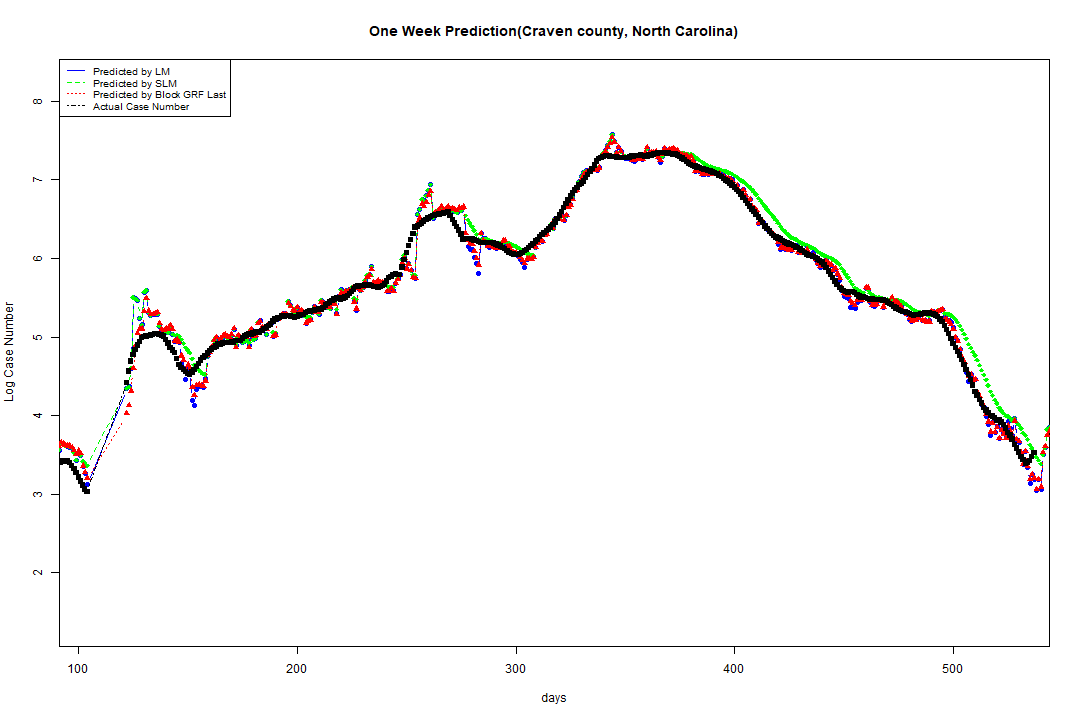 One Week Prediction(Craven county, North Carolina)
Predicted by LM
Predicted by SLM
Predicted by Block GRF Last
Actual Case Number
Log Case Number
8
7
6
5
4
3
2
100 200 300 400 500
days